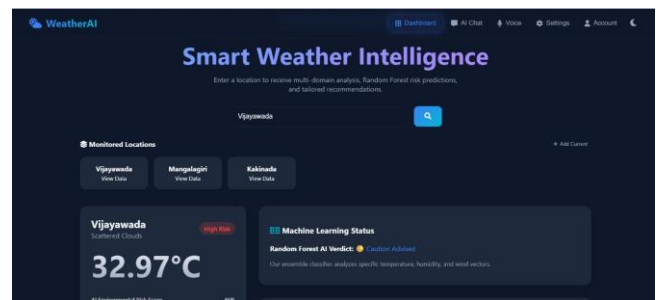 WeatherAI
Dashboard AI Chat Voice Settings Account
Smart Weather Intelligence
Enter a location to receive multi-domain analysis, Random Forest risk predictions,
and tailored recommendations.
Vijayawada
Monitored Locations
+ Add Current
Vijayawada
View Data
Mangalagiri
View Data
Kakinada
View Data
Vijayawada
Scattered Clouds
High Risk
32.97°C
Machine Learning Status
Random Forest AI Verdict: Caution Advised
Our ensemble classifier analyzes specific temperature, humidity, and wind vectors.